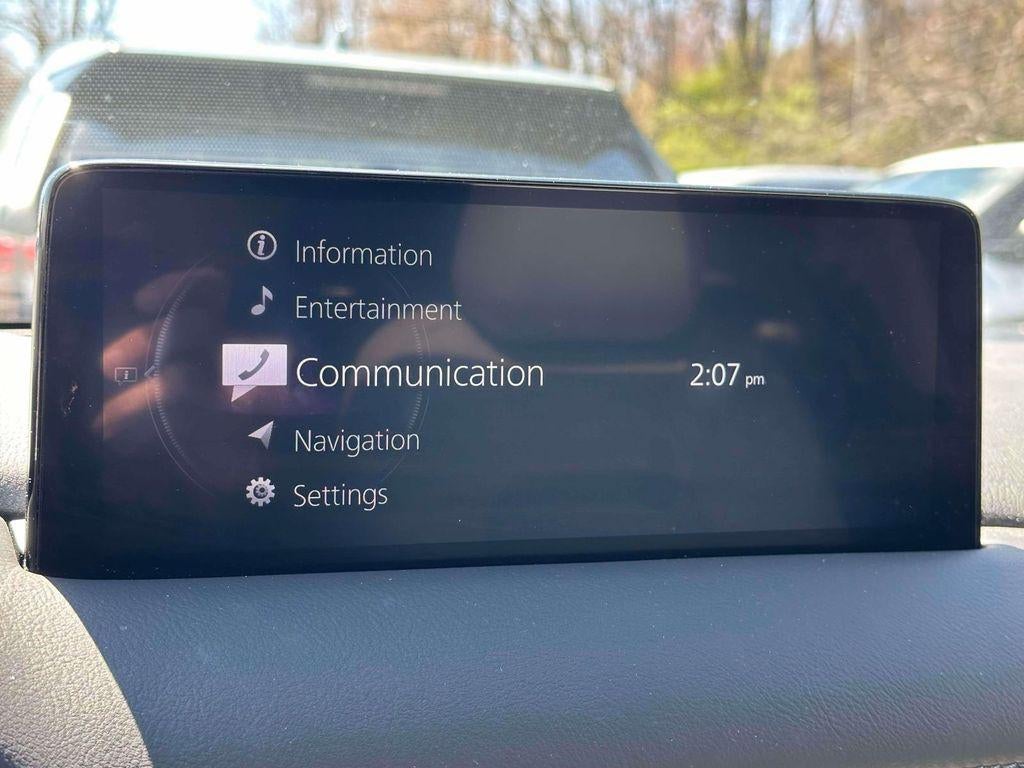 Information
Entertainment
Communication
2:07 pm
Navigation
Settings